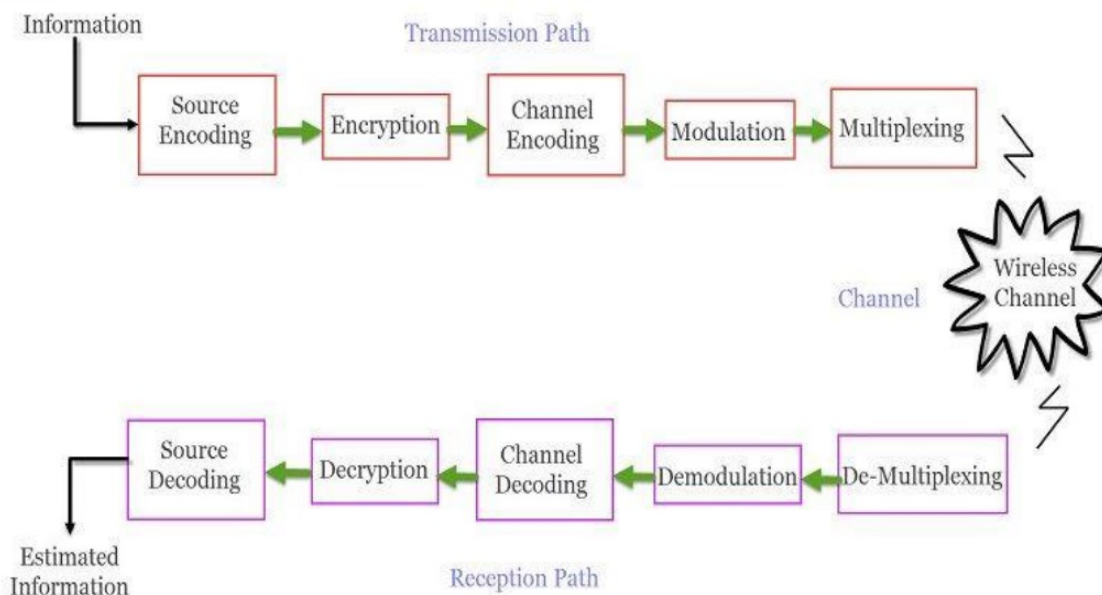 Information
Transmission Path
Source
Encoding
Encryption
Channel
Encoding
Modulation
Multiplexing
Wireless
Channel
Channel
Source
Decoding
Decryption
Channel
Decoding
Demodulation
De-Multiplexing
Estimated
Information
Reception Path